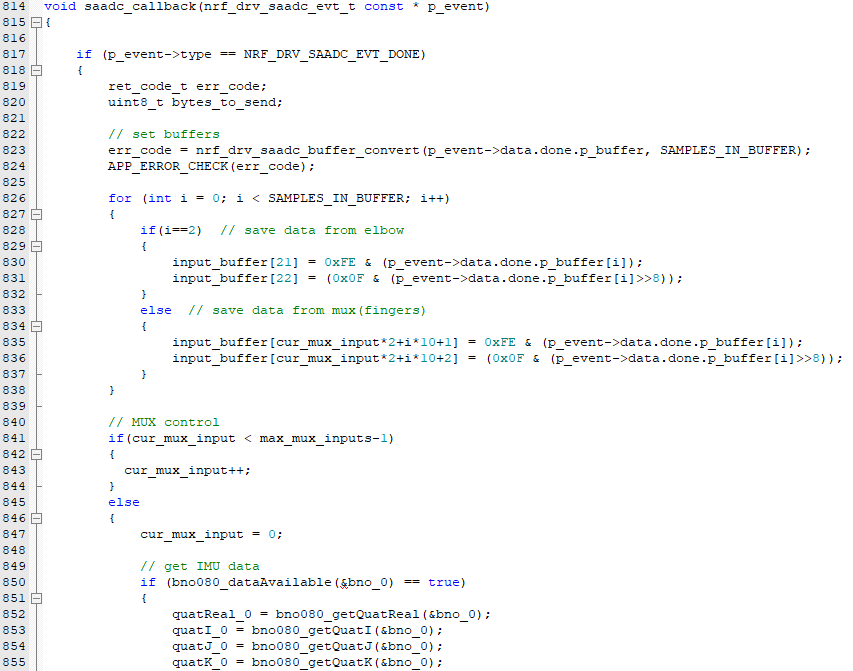 814 void saadc_callback(nrf_drv_saadc_evt_t const * p_event)
815 {
816
817     if (p_event->type == NRF_DRV_SAADC_EVT_DONE)
818     {
819         ret_code_t err_code;
820         uint8_t bytes_to_send;
821
822         // set buffers
823         err_code = nrf_drv_saadc_buffer_convert(p_event->data.done.p_buffer, SAMPLES_IN_BUFFER);
824         APP_ERROR_CHECK(err_code);
825
826         for (int i = 0; i < SAMPLES_IN_BUFFER; i++)
827         {
828             if(i==2)  // save data from elbow
829             {
830                 input_buffer[21] = 0xFE & (p_event->data.done.p_buffer[i]);
831                 input_buffer[22] = (0x0F & (p_event->data.done.p_buffer[i]>>8));
832             }
833             else  // save data from mux(fingers)
834             {
835                 input_buffer[cur_mux_input*2+i*10+1] = 0xFE & (p_event->data.done.p_buffer[i]);
836                 input_buffer[cur_mux_input*2+i*10+2] = (0x0F & (p_event->data.done.p_buffer[i]>>8));
837             }
838         }
839
840         // MUX control
841         if(cur_mux_input < max_mux_inputs-1)
842         {
843           cur_mux_input++;
844         }
845         else
846         {
847             cur_mux_input = 0;
848
849             // get IMU data
850             if (bno080_dataAvailable(&bno_0) == true)
851             {
852                 quatReal_0 = bno080_getQuatReal(&bno_0);
853                 quatI_0 = bno080_getQuatI(&bno_0);
854                 quatJ_0 = bno080_getQuatJ(&bno_0);
855                 quatK_0 = bno080_getQuatK(&bno_0);